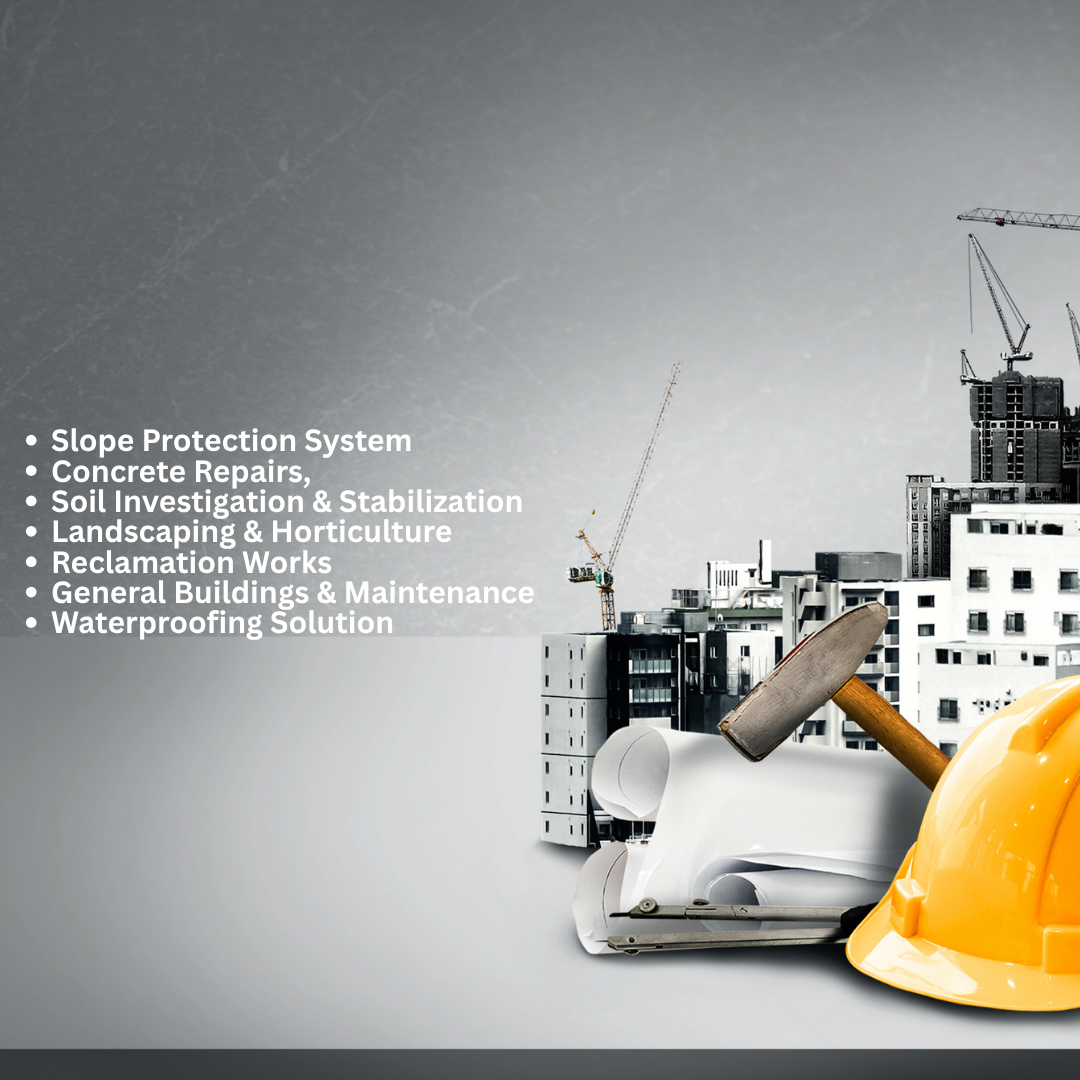 • Slope Protection System
• Concrete Repairs,
• Soil Investigation & Stabilization
• Landscaping & Horticulture
• Reclamation Works
• General Buildings & Maintenance
• Waterproofing Solution